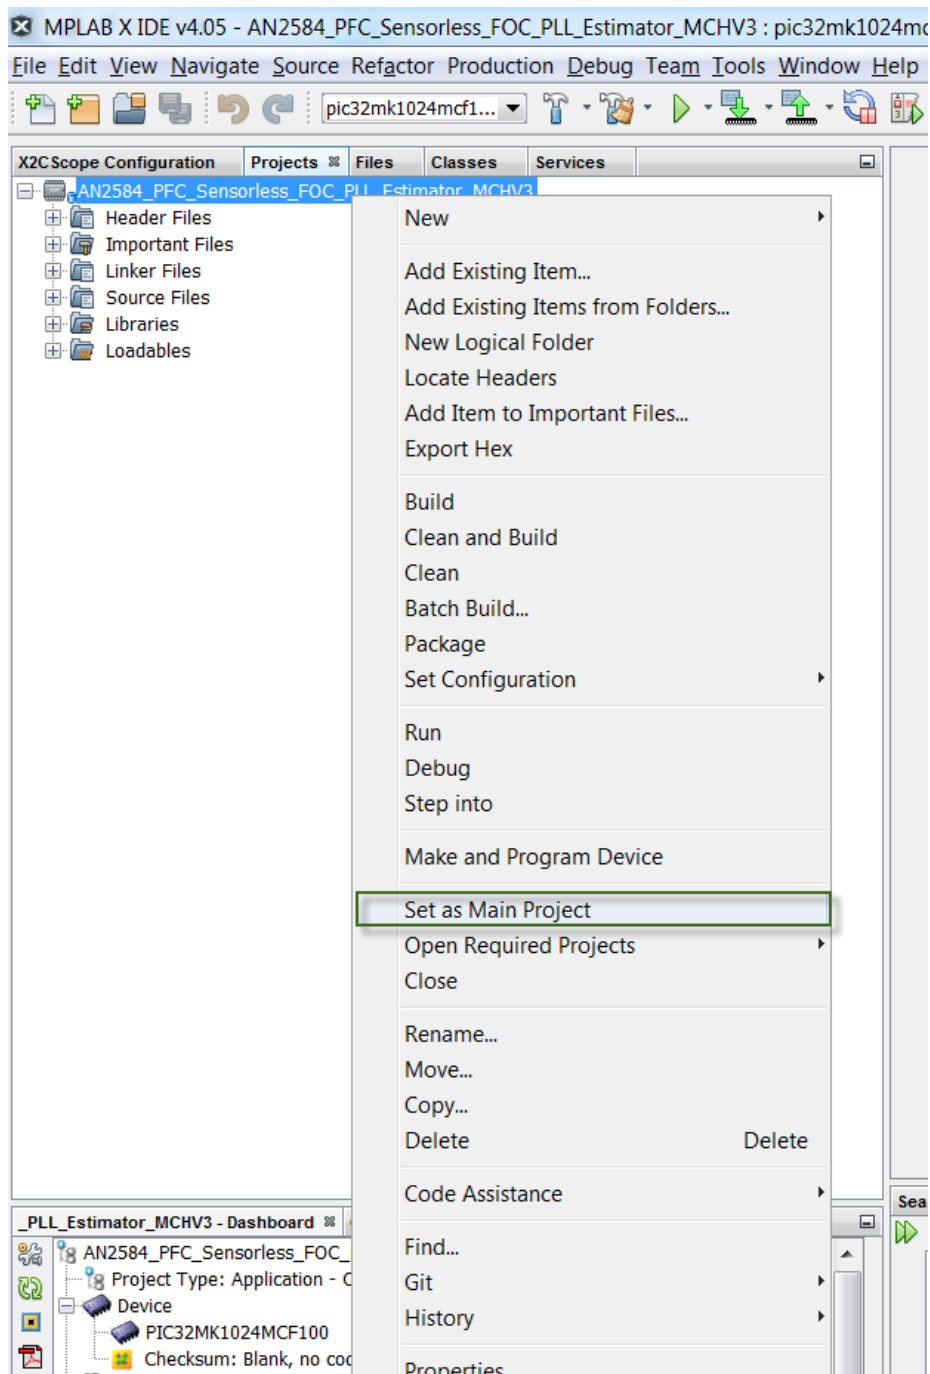 MPLAB X IDE v4.05 - AN2584_PFC_Sensorless_FOC_PLL_Estimator_MCHV3 : pic32mk1024mc
File Edit View Navigate Source Refactor Production Debug Team Tools Window Help
pic32mk1024mcf1...
X2CScope Configuration Projects Files Classes Services
AN2584_PFC_Sensorless_FOC_PLL_Estimator_MCHV3
Header Files
Important Files
Linker Files
Source Files
Libraries
Loadables
New
Add Existing Item...
Add Existing Items from Folders...
New Logical Folder
Locate Headers
Add Item to Important Files...
Export Hex
Build
Clean and Build
Clean
Batch Build...
Package
Set Configuration
Run
Debug
Step into
Make and Program Device
Set as Main Project
Open Required Projects
Close
Rename...
Move...
Copy...
Delete Delete
Code Assistance
Find...
Git
History
Properties
_PLL_Estimator_MCHV3 - Dashboard
AN2584_PFC_Sensorless_FOC_
Project Type: Application - C
Device
PIC32MK1024MCF100
Checksum: Blank, no coc
Sea